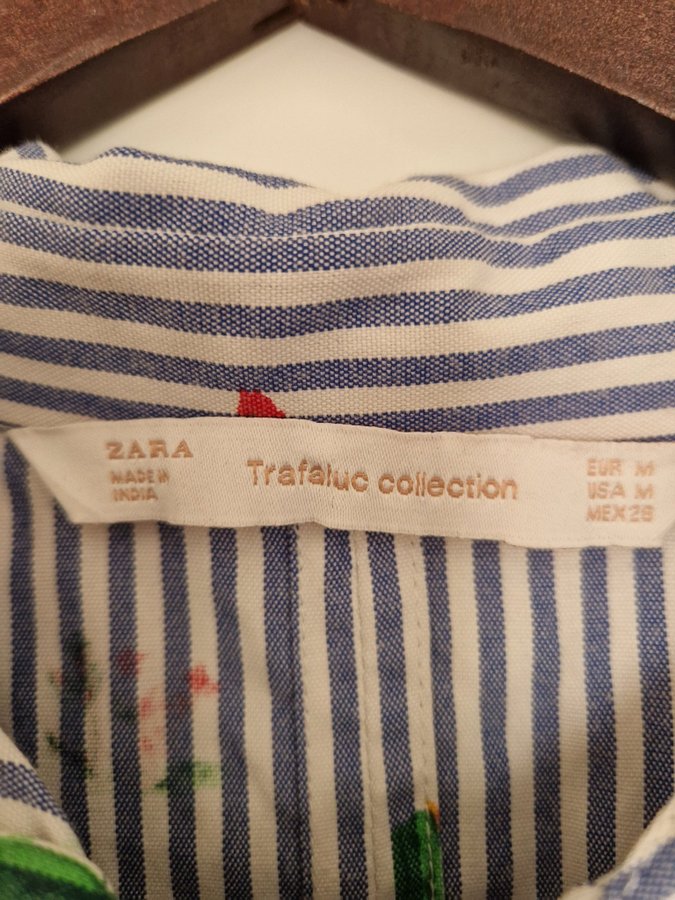 ZARA
MADE IN
INDIA
Trafaluc collection
EUR M
USA M
MEX 28